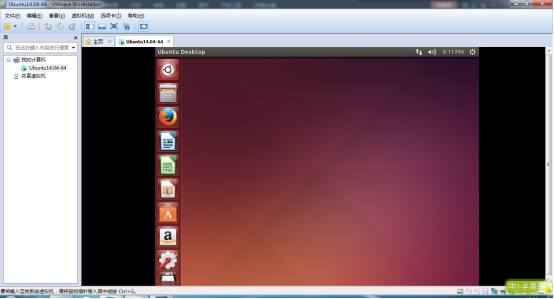 Ubuntu14.04-64 - VMware Workstation
文件(F) 编辑(E) 查看(V) 虚拟机(M) 选项卡(T) 帮助(H)
库
在此处键入内容进行搜索
主页
Ubuntu14.04-64
我的计算机
Ubuntu14.04-64
共享虚拟机
Ubuntu Desktop
9:11 PM
要将输入定向到该虚拟机，请将鼠标指针移入其中或按 Ctrl+G。